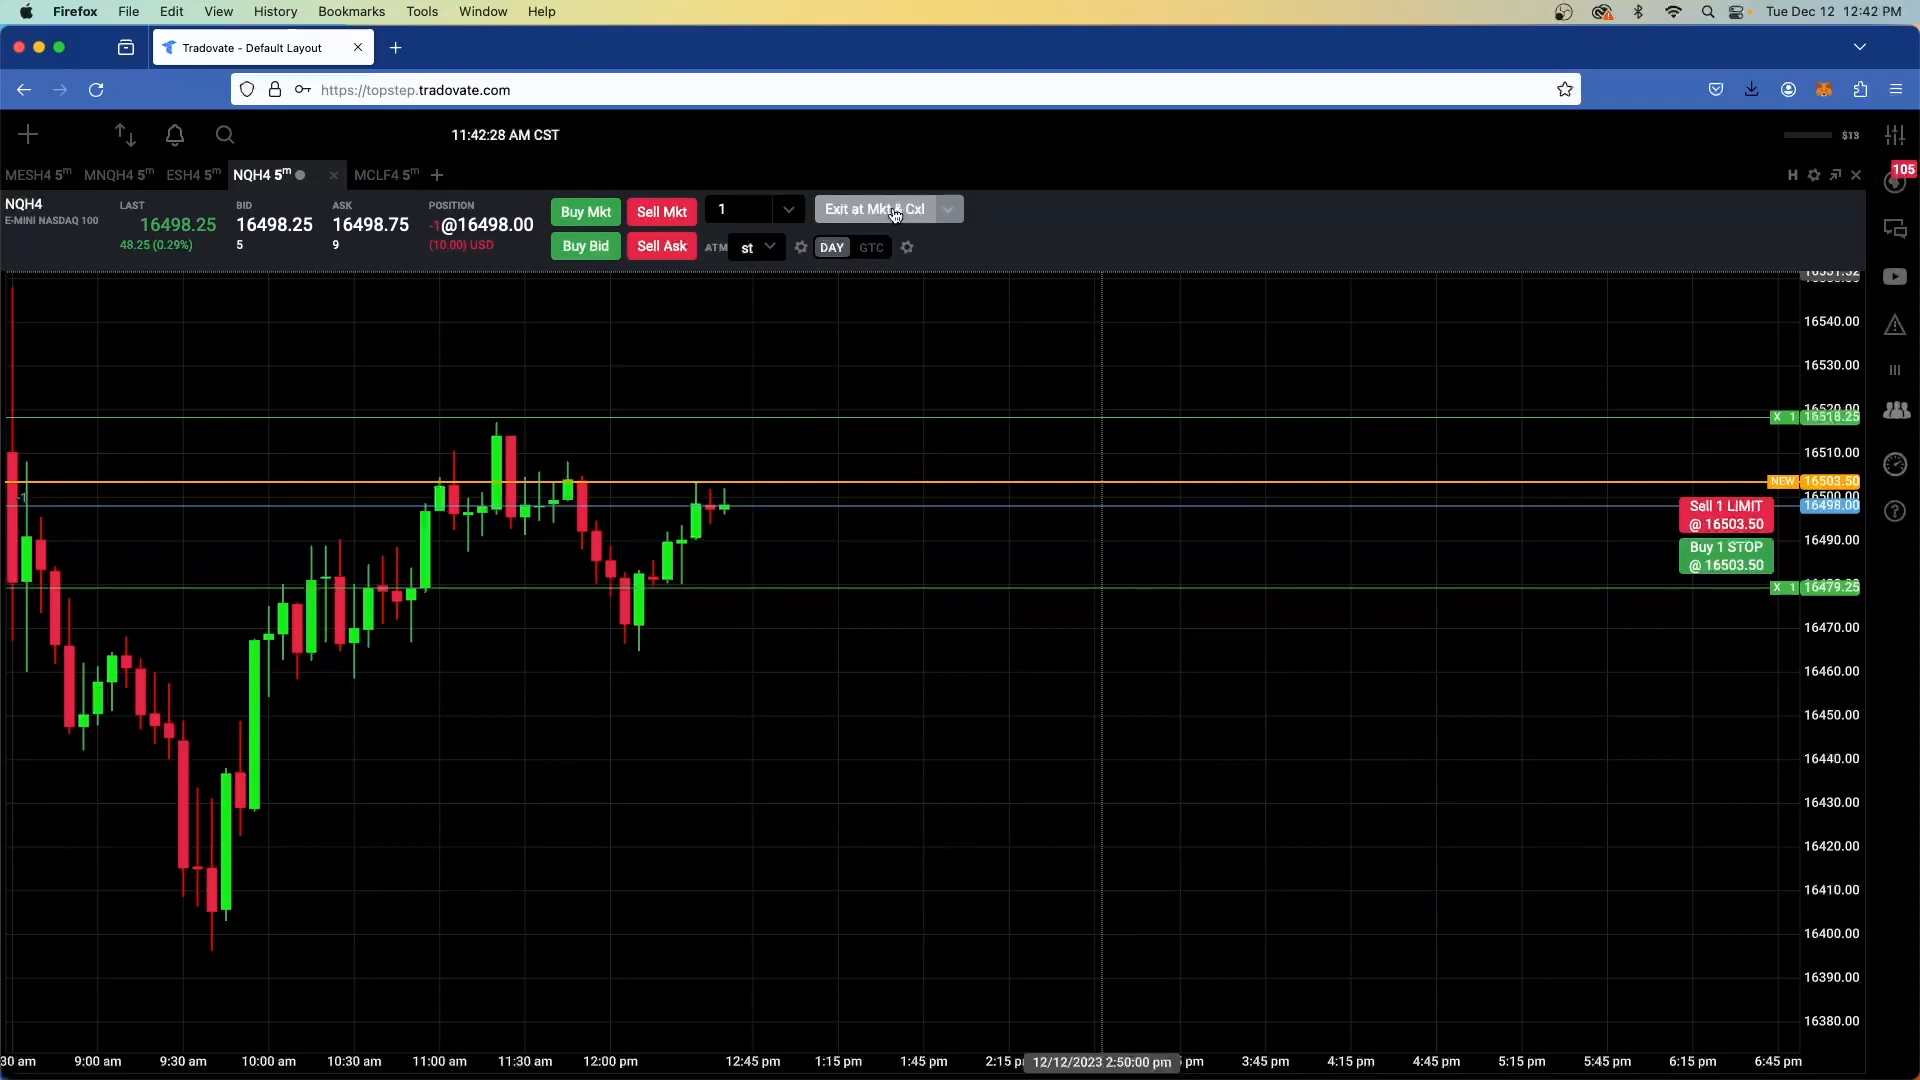 Firefox File Edit View History Bookmarks Tools Window Help Tue Dec 12 12:42 PM
Tradovate - Default Layout
https://topstep.tradovate.com
11:42:28 AM CST $13
MESH4 5m MNQH4 5m ESH4 5m NQH4 5m MCLF4 5m H 105
NQH4 LAST BID ASK POSITION Buy Mkt Sell Mkt 1 Exit at Mkt & Cxl
E-MINI NASDAQ 100 16498.25 16498.25 16498.75 -1@16498.00
48.25 (0.29%) 5 9 (10.00) USD Buy Bid Sell Ask ATM st DAY GTC
16540.00
16530.00
X 1 16518.25
16510.00
NEW 16503.50
-1 16500.00
Sell 1 LIMIT 16498.00
@ 16503.50
16490.00
Buy 1 STOP
@ 16503.50
X 1 16479.25
16470.00
16460.00
16450.00
16440.00
16430.00
16420.00
16410.00
16400.00
16390.00
16380.00
30 am 9:00 am 9:30 am 10:00 am 10:30 am 11:00 am 11:30 am 12:00 pm 12:45 pm 1:15 pm 1:45 pm 2:15 p 12/12/2023 2:50:00 pm pm 3:45 pm 4:15 pm 4:45 pm 5:15 pm 5:45 pm 6:15 pm 6:45 pm